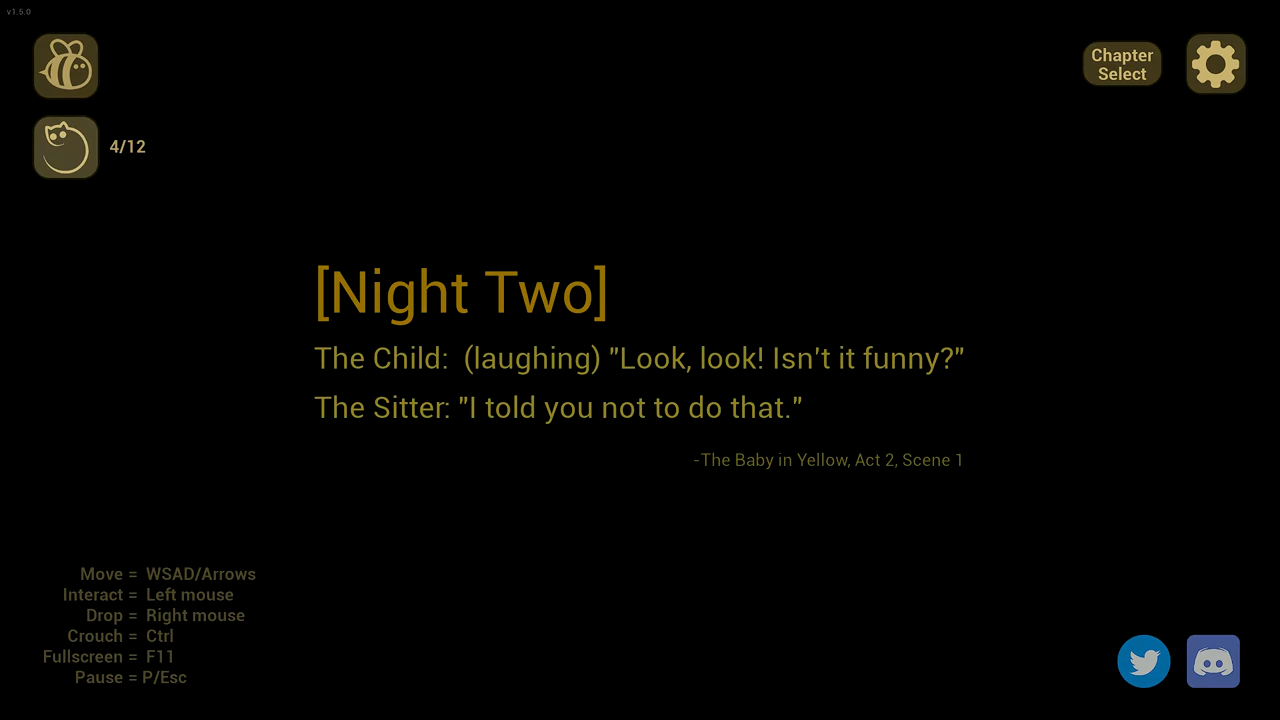 v1.5.0
Chapter
Select
4/12
[Night Two]
The Child:  (laughing) "Look, look! Isn't it funny?"
The Sitter: "I told you not to do that."
-The Baby in Yellow, Act 2, Scene 1
Move = WSAD/Arrows
Interact = Left mouse
Drop = Right mouse
Crouch = Ctrl
Fullscreen = F11
Pause = P/Esc